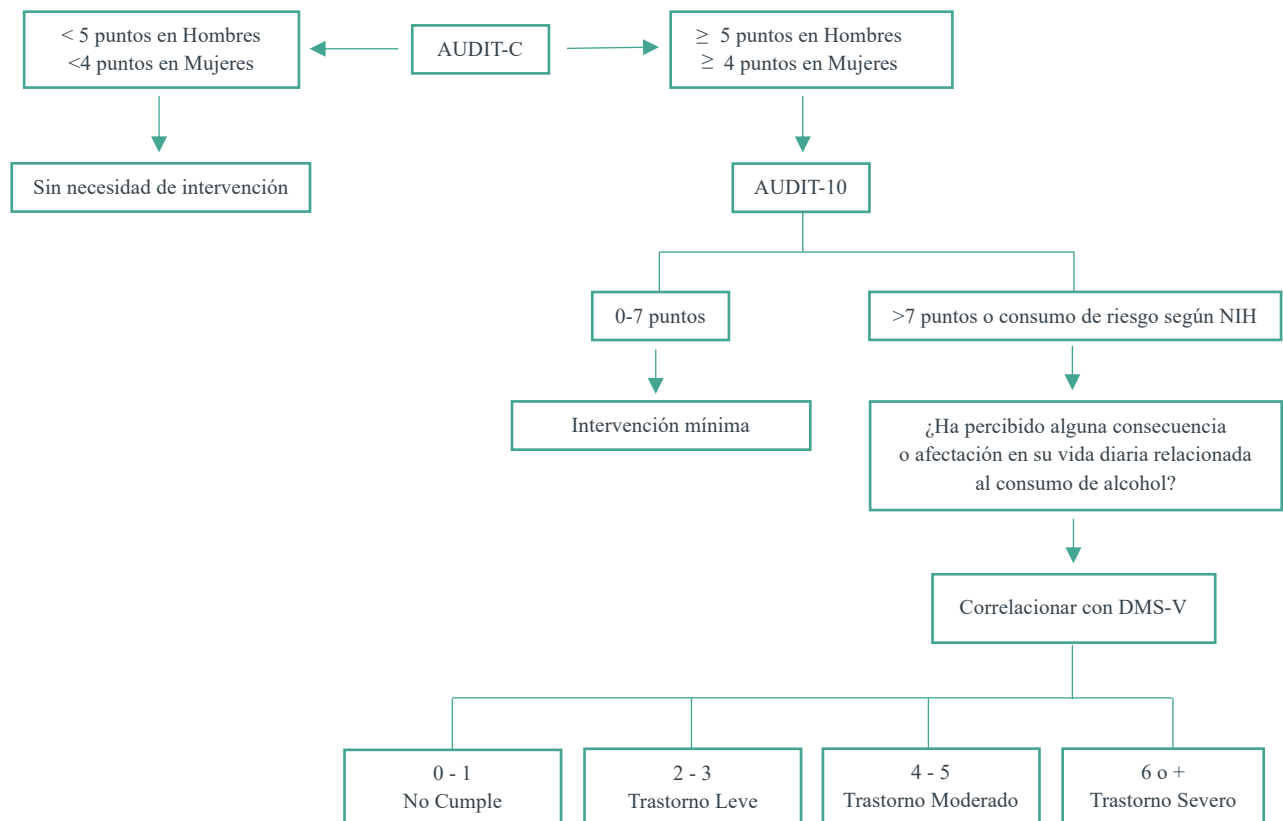 < 5 puntos en Hombres
<4 puntos en Mujeres
AUDIT-C
≥ 5 puntos en Hombres
≥ 4 puntos en Mujeres
Sin necesidad de intervención
AUDIT-10
0-7 puntos
>7 puntos o consumo de riesgo según NIH
Intervención mínima
¿Ha percibido alguna consecuencia
o afectación en su vida diaria relacionada
al consumo de alcohol?
Correlacionar con DMS-V
0 - 1
No Cumple
2 - 3
Trastorno Leve
4 - 5
Trastorno Moderado
6 o +
Trastorno Severo